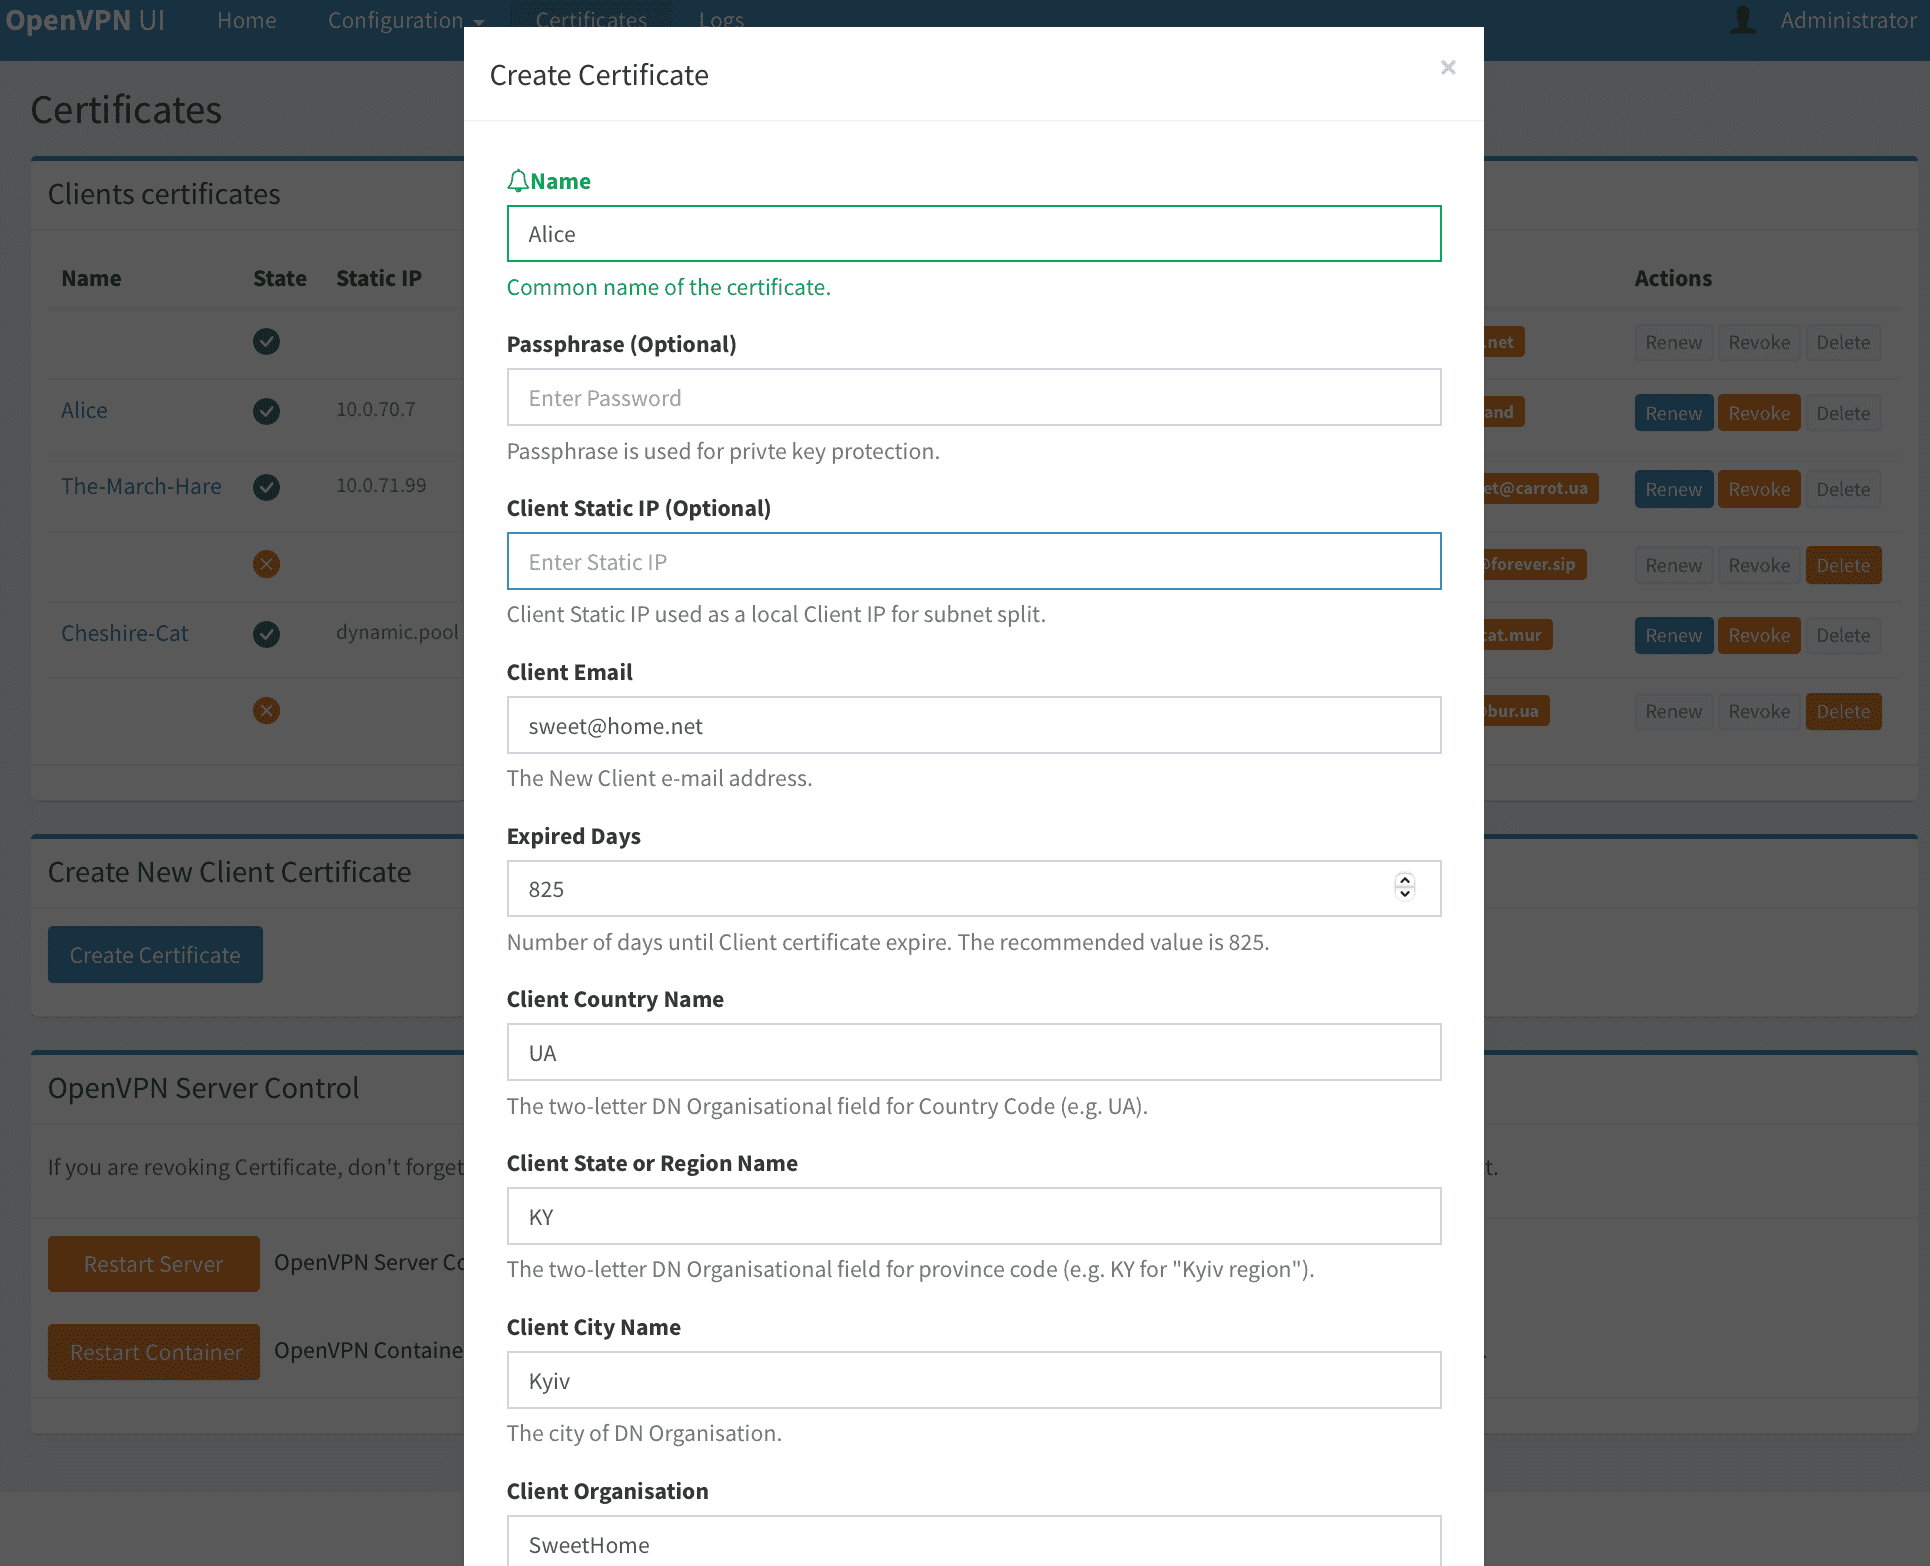 OpenVPN UI Home Configuration Certificates Logs Administrator
Create Certificate ×
Certificates
Clients certificates
Name State Static IP Actions
.net Renew Revoke Delete
Alice 10.0.70.7 and Renew Revoke Delete
The-March-Hare 10.0.71.99 et@carrot.ua Renew Revoke Delete
@forever.sip Renew Revoke Delete
Cheshire-Cat dynamic.pool cat.mur Renew Revoke Delete
bur.ua Renew Revoke Delete
Create New Client Certificate
Create Certificate
OpenVPN Server Control
If you are revoking Certificate, don't forget t.
Restart Server OpenVPN Server Co
Restart Container OpenVPN Containe
Name
Alice
Common name of the certificate.
Passphrase (Optional)
Enter Password
Passphrase is used for privte key protection.
Client Static IP (Optional)
Enter Static IP
Client Static IP used as a local Client IP for subnet split.
Client Email
sweet@home.net
The New Client e-mail address.
Expired Days
825
Number of days until Client certificate expire. The recommended value is 825.
Client Country Name
UA
The two-letter DN Organisational field for Country Code (e.g. UA).
Client State or Region Name
KY
The two-letter DN Organisational field for province code (e.g. KY for "Kyiv region").
Client City Name
Kyiv
The city of DN Organisation.
Client Organisation
SweetHome